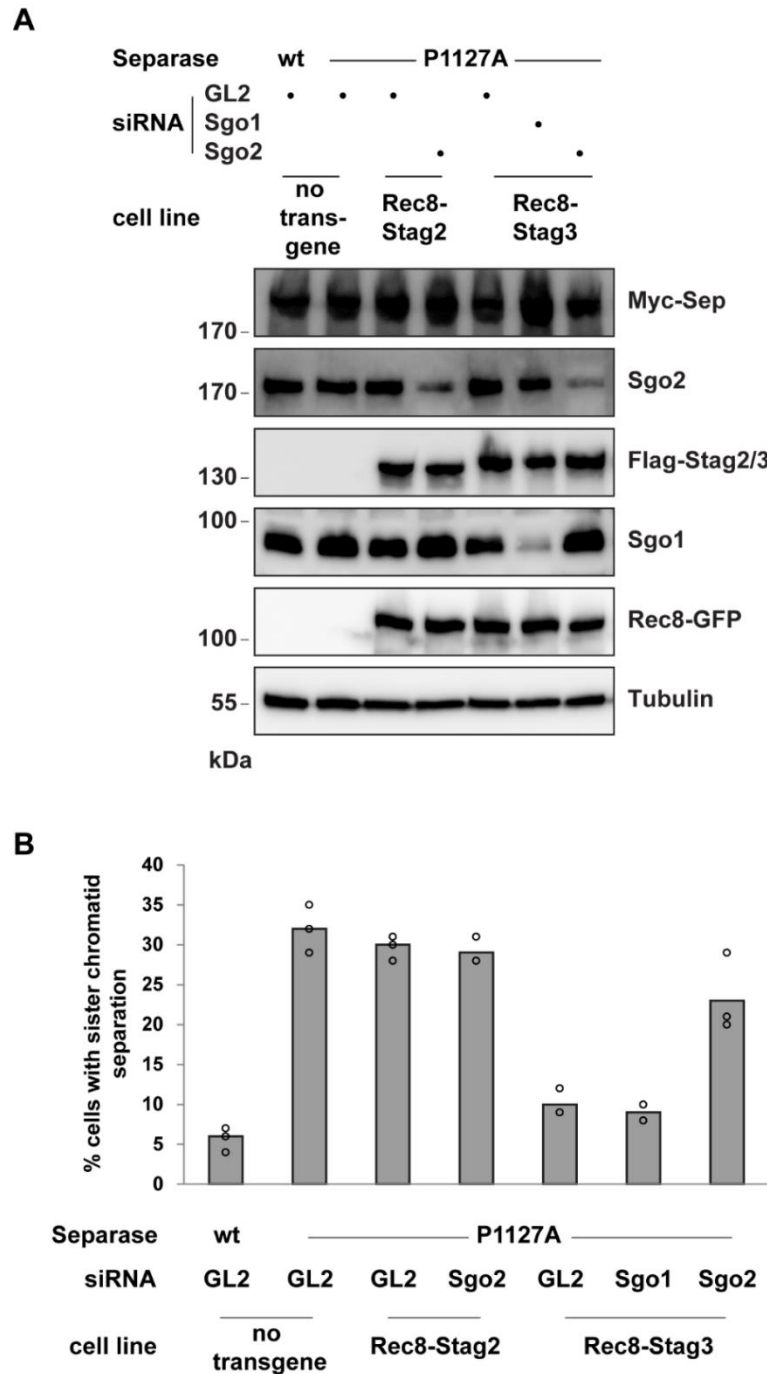 A
Separase wt P1127A
siRNA GL2
Sgo1
Sgo2
cell line no trans-gene Rec8-Stag2 Rec8-Stag3
170 Myc-Sep
170 Sgo2
130 Flag-Stag2/3
100 Sgo1
100 Rec8-GFP
55 Tubulin
kDa
B
% cells with sister chromatid
separation
40
35
30
25
20
15
10
5
0
Separase wt P1127A
siRNA GL2 GL2 GL2 Sgo2 GL2 Sgo1 Sgo2
cell line no transgene Rec8-Stag2 Rec8-Stag3